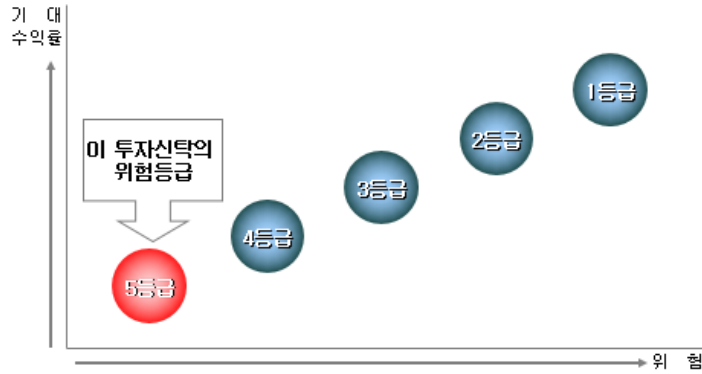 기 대
수익률
이 투자신탁의
위험등급
1등급
2등급
3등급
4등급
5등급
위 험